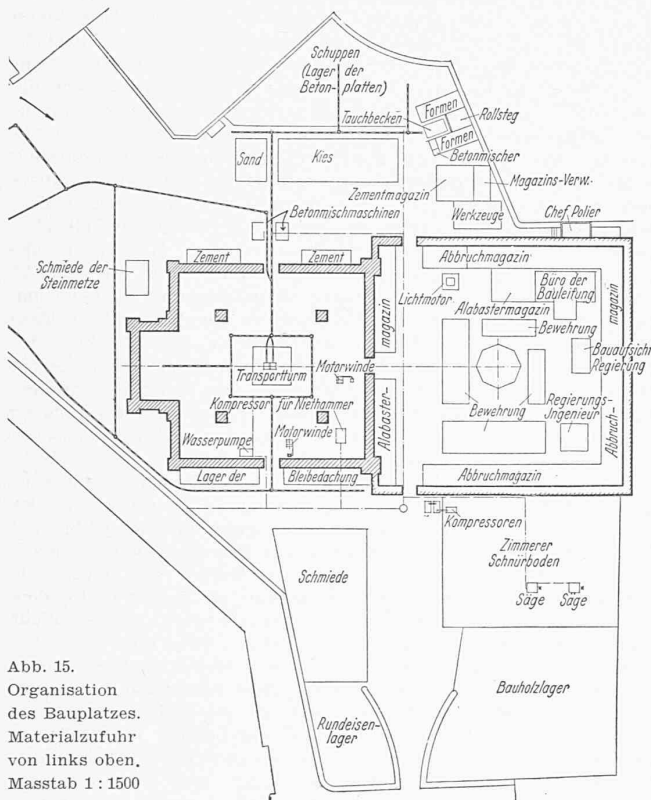 Schuppen
(Lager der
Beton-platten)
Formen
Rollsteg
Tauchbecken
Formen
Betonmischer
Sand
Kies
Zementmagazin
Magazins-Verw.
Werkzeuge
Chef Polier
Betonmischmaschinen
Schmiede der
Steinmetze
Zement
Zement
Abbruchmagazin
Lichtmotor
Büro der
Bauleitung
Alabastermagazin
Bewehrung
magazin
magazin
Bauaufsicht
Regierung
Transportturm
Motorwinde
Kompressor für Niethammer
Motorwinde
Wasserpumpe
Alabaster-
Bewehrung
Regierungs-
Ingenieur
Abbruch-
Lager der
Bleibedachung
Abbruchmagazin
Kompressoren
Zimmerer
Schnürboden
Säge
Säge
Schmiede
Bauholzlager
Rundeisen-
lager
Abb. 15.
Organisation
des Bauplatzes.
Materialzufuhr
von links oben.
Masstab 1 : 1500